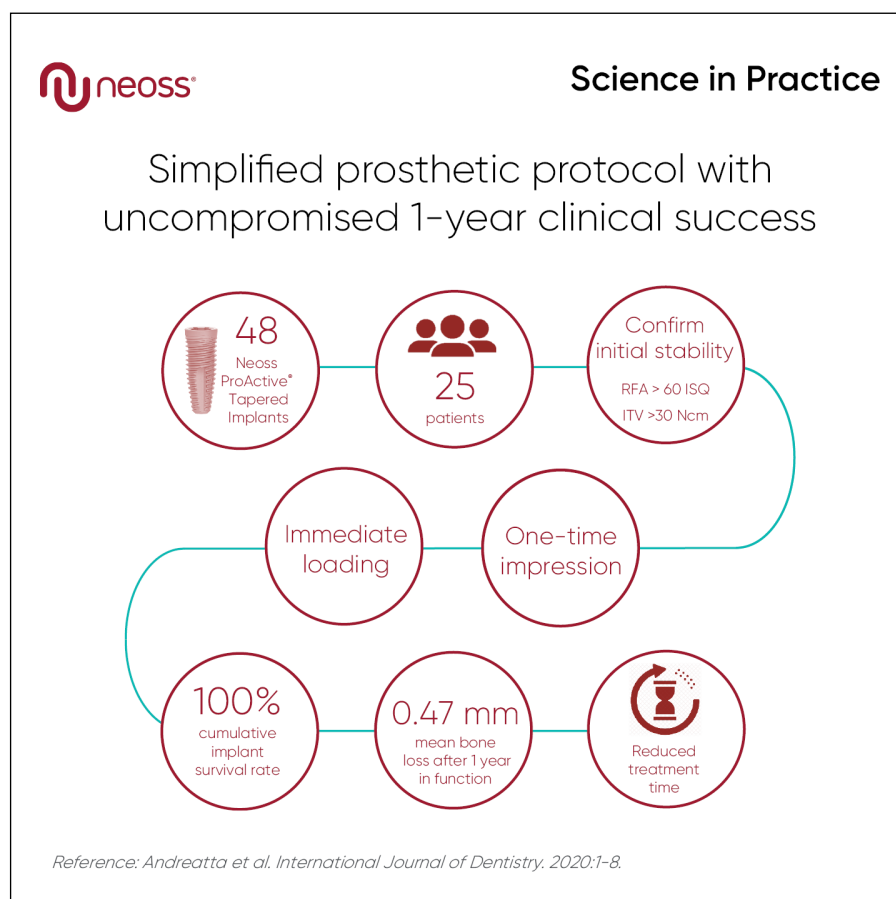 neoss®
Science in Practice
Simplified prosthetic protocol with
uncompromised 1-year clinical success
48
Neoss
ProActive®
Tapered
Implants
25
patients
Confirm
initial stability
RFA > 60 ISQ
ITV >30 Ncm
Immediate
loading
One-time
impression
100%
cumulative
implant
survival rate
0.47 mm
mean bone
loss after 1 year
in function
Reduced
treatment
time
Reference: Andreatta et al. International Journal of Dentistry. 2020:1-8.